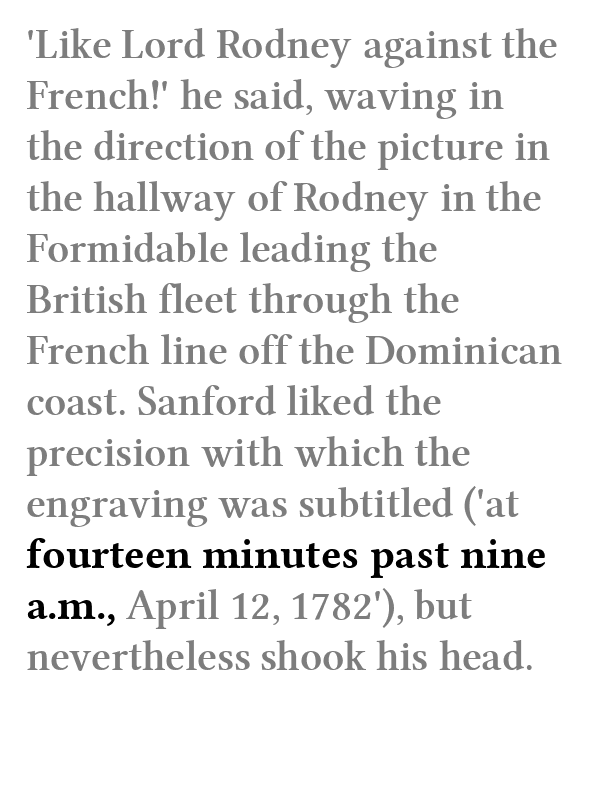 'Like Lord Rodney against the
French!' he said, waving in
the direction of the picture in
the hallway of Rodney in the
Formidable leading the
British fleet through the
French line off the Dominican
coast. Sanford liked the
precision with which the
engraving was subtitled ('at
fourteen minutes past nine
a.m., April 12, 1782'), but
nevertheless shook his head.